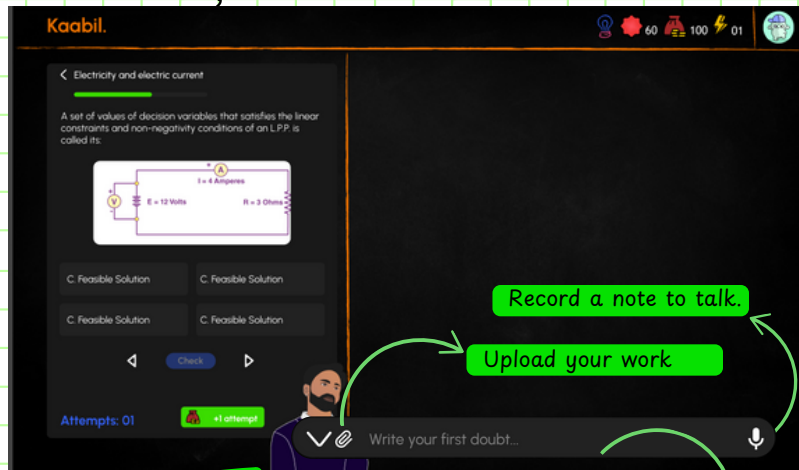 Kaabil.
60 100 01
Electricity and electric current
A set of values of decision variables that satisfies the linear
constraints and non-negativity conditions of an L.P.P. is
called its:
A
I = 4 Amperes
V
E = 12 Volts
R = 3 Ohms
C. Feasible Solution
C. Feasible Solution
C. Feasible Solution
C. Feasible Solution
Check
Attempts: 01
+1 attempt
Record a note to talk.
Upload your work
Write your first doubt...